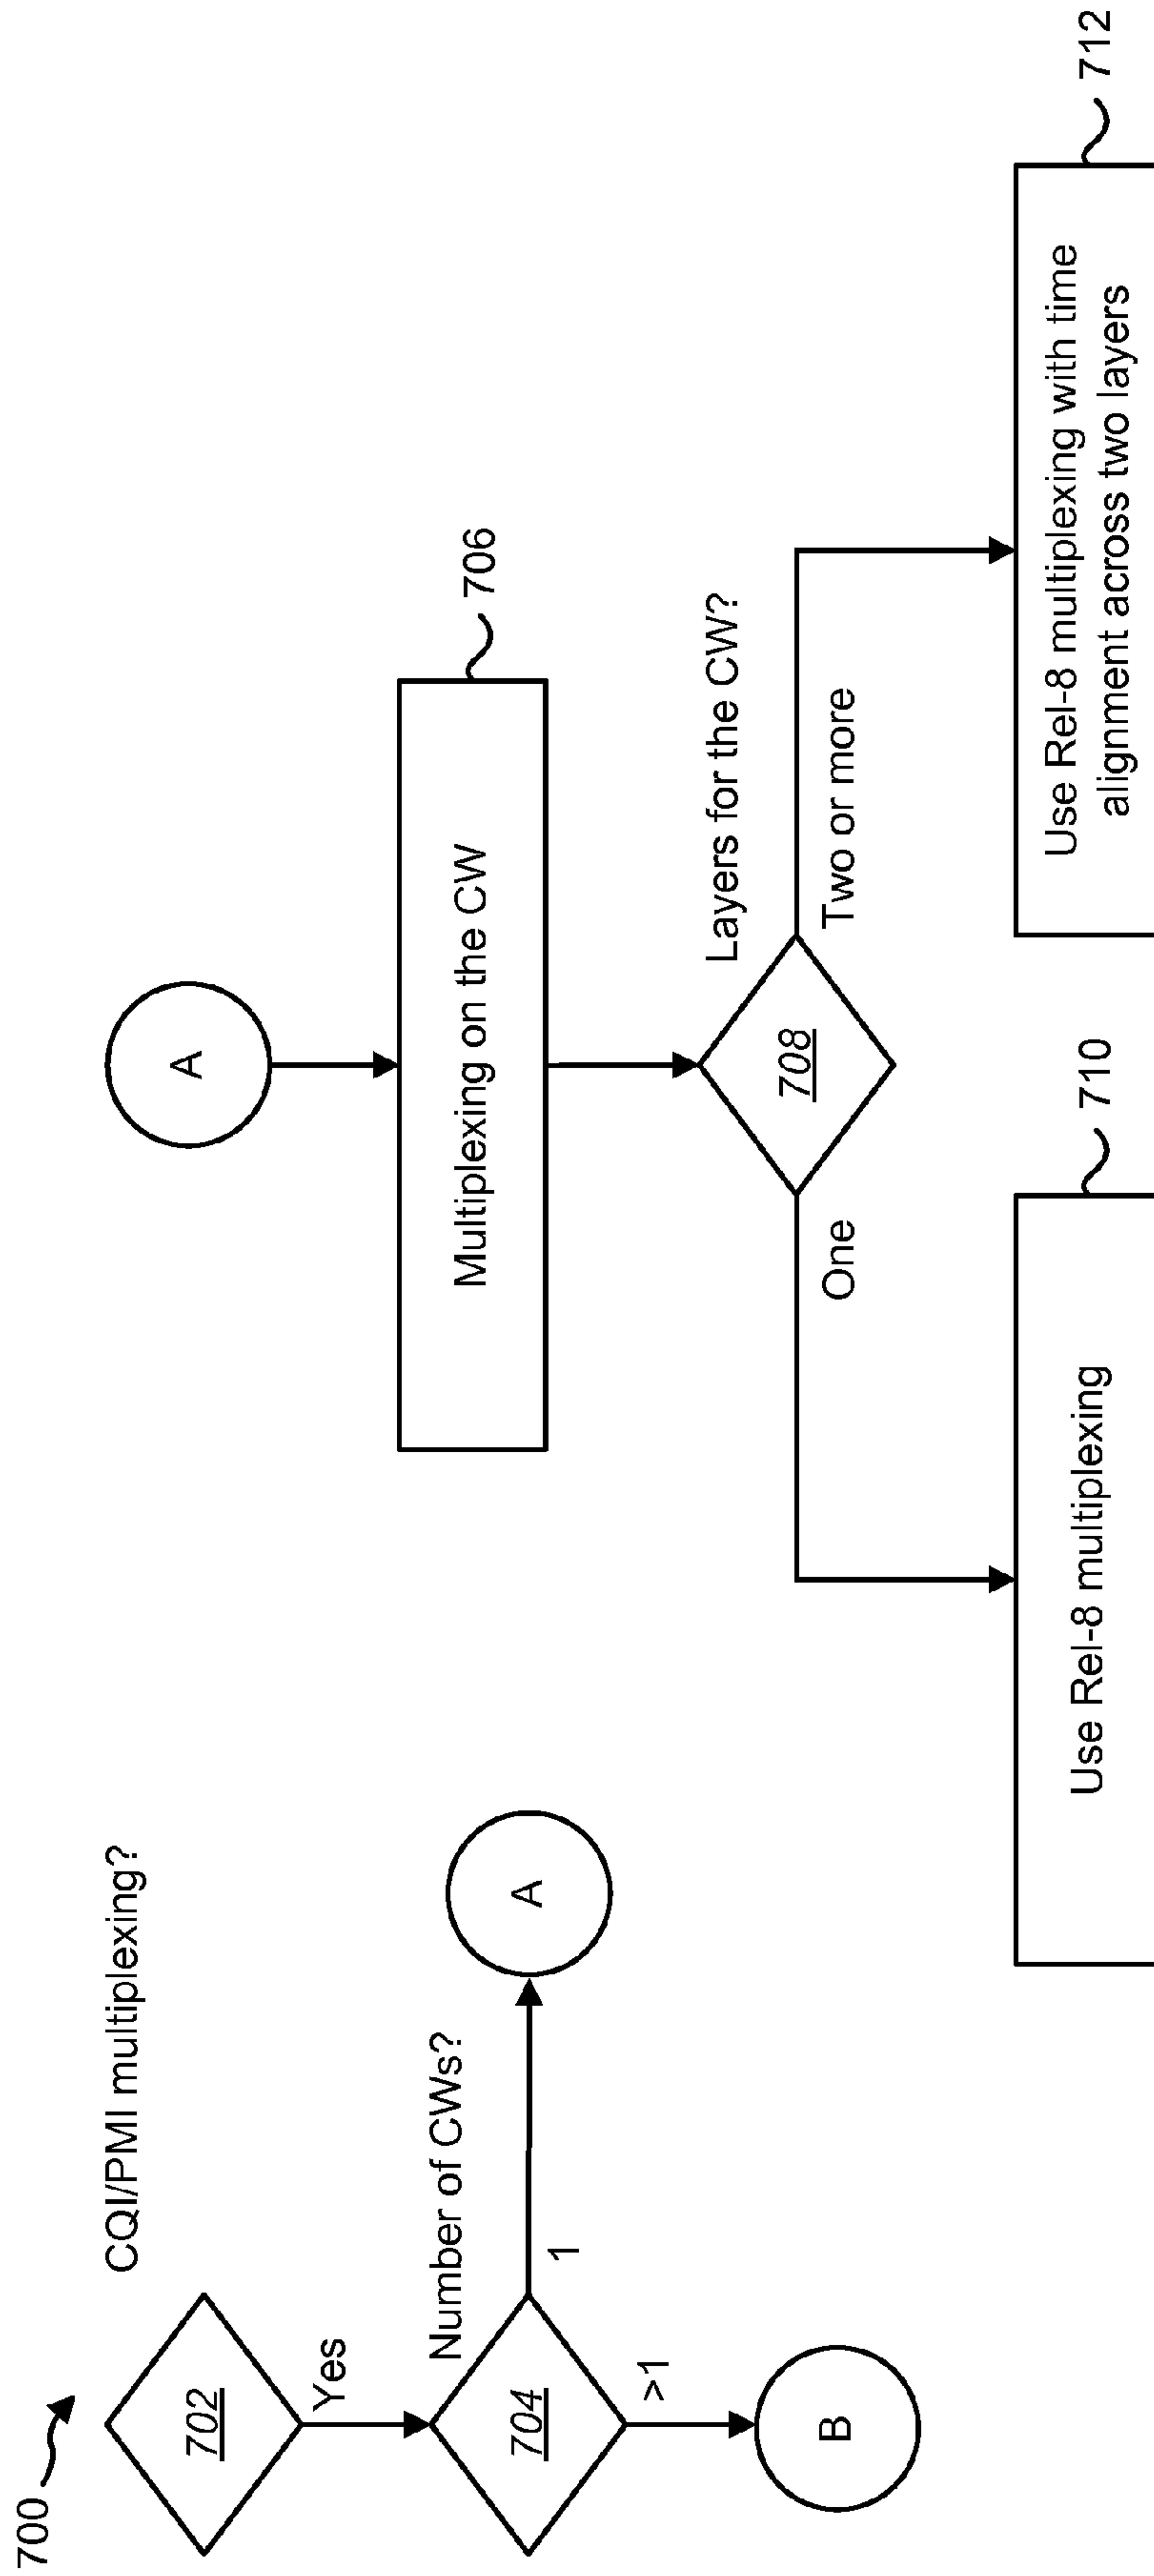 700
CQI/PMI multiplexing?
702
Yes
Number of CWs?
704
1
A
>1
B
A
Multiplexing on the CW
706
Layers for the CW?
708
One
Two or more
Use Rel-8 multiplexing
710
Use Rel-8 multiplexing with time
alignment across two layers
712